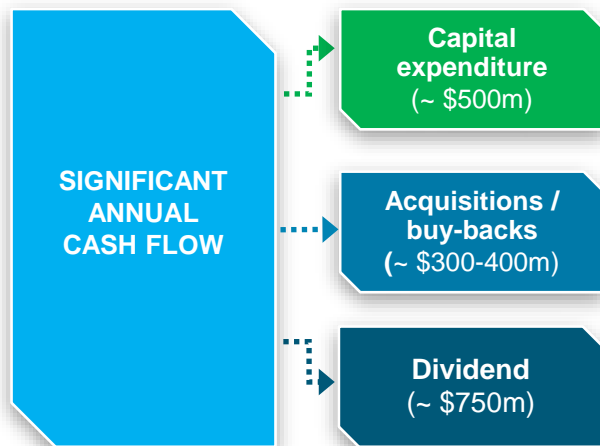 SIGNIFICANT
ANNUAL
CASH FLOW
Capital
expenditure
(~ $500m)
Acquisitions /
buy-backs
(~ $300-400m)
Dividend
(~ $750m)